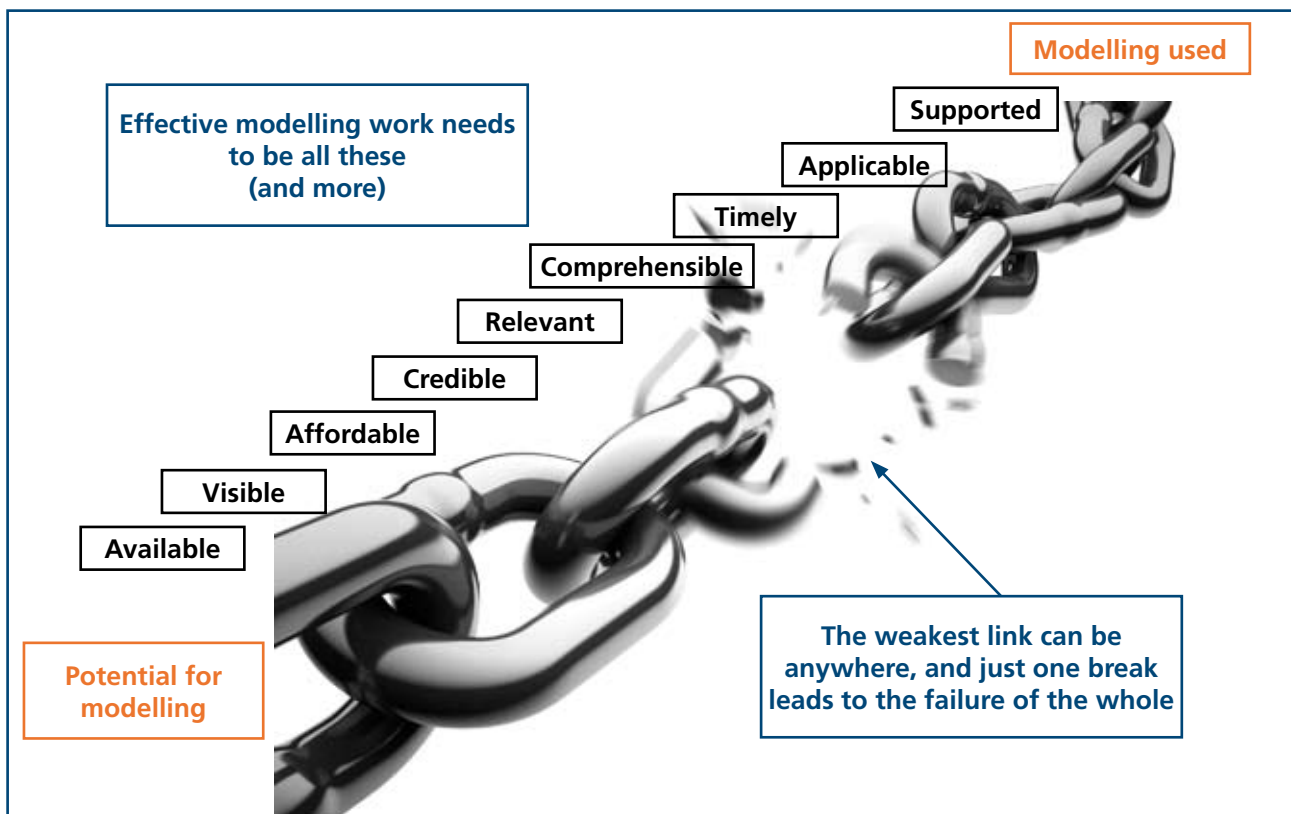 Modelling used
Supported
Effective modelling work needs
to be all these
(and more)
Applicable
Timely
Comprehensible
Relevant
Credible
Affordable
Visible
Available
The weakest link can be
anywhere, and just one break
leads to the failure of the whole
Potential for
modelling